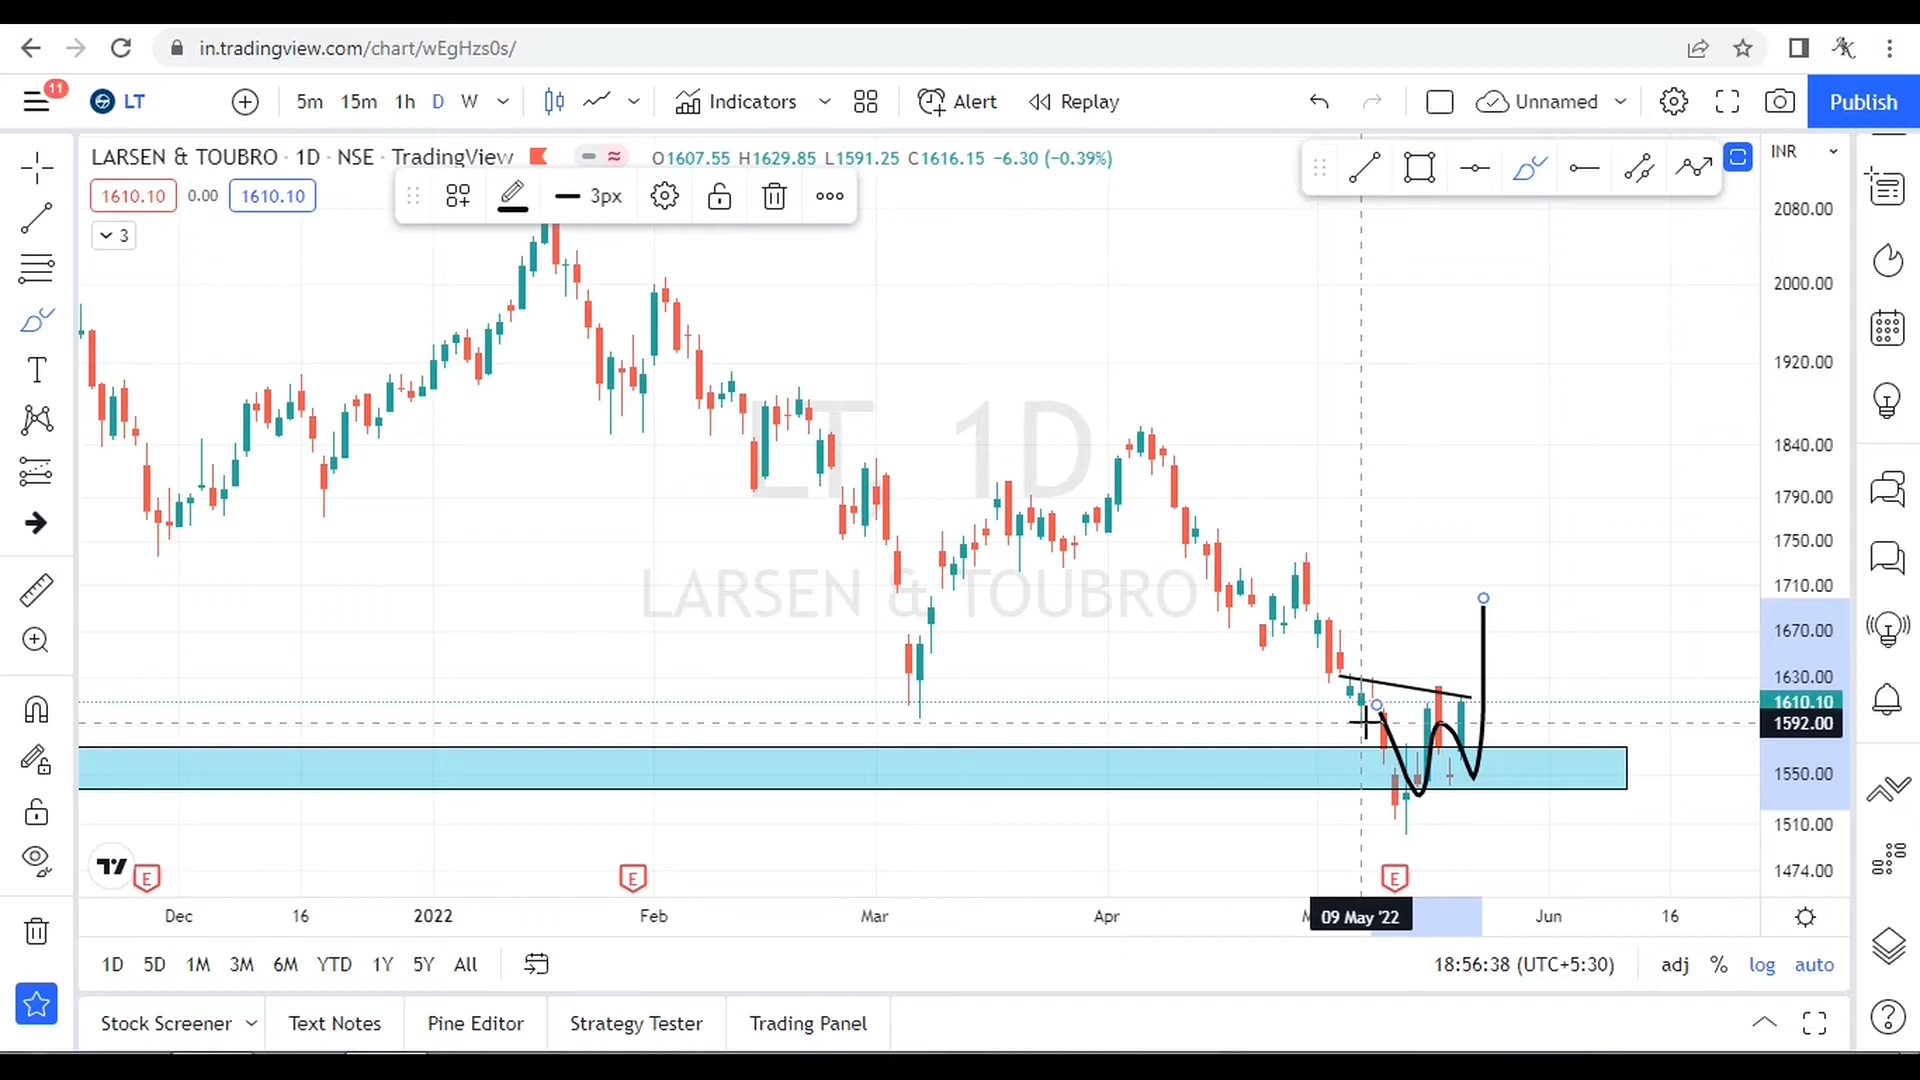 in.tradingview.com/chart/wEgHzs0s/
11
LT
5m 15m 1h D W
Indicators
Alert
Replay
Unnamed
Publish
LARSEN & TOUBRO · 1D · NSE · TradingView
O1607.55 H1629.85 L1591.25 C1616.15 −6.30 (−0.39%)
INR
1610.10 0.00 1610.10
3px
3
2080.00
2000.00
1920.00
1840.00
1790.00
1750.00
1710.00
1670.00
1630.00
1610.10
1592.00
1550.00
1510.00
1474.00
LT, 1D
LARSEN & TOUBRO
E E E
Dec 16 2022 Feb Mar Apr 09 May '22 Jun 16
1D 5D 1M 3M 6M YTD 1Y 5Y All
18:56:38 (UTC+5:30) adj % log auto
Stock Screener Text Notes Pine Editor Strategy Tester Trading Panel